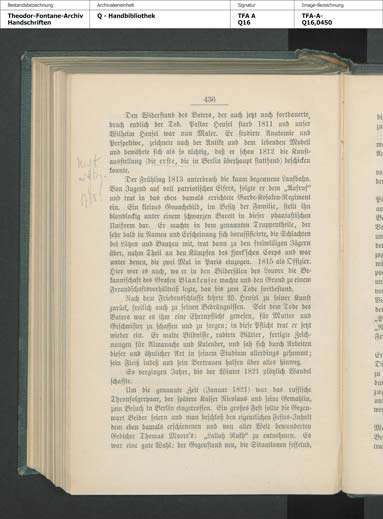 Bestandsbezeichnung
Archivalieneinheit
Signatur
Image-Bezeichnung
Theodor-Fontane-Archiv
Handschriften
Q - Handbibliothek
TFA A
Q16
TFA-A-
Q16,0450
436
Den Widerstand des Vaters, der auch jetzt noch fortdauerte,
brach endlich der Tod. Pastor Hensel starb 1811 und unser
Wilhelm Hensel war nun Maler. Er studirte Anatomie und
Perspektive, zeichnete nach der Antike und dem lebenden Modell
und bewährte sich als so tüchtig, daß er schon 1812 die Kunst-
ausstellung (die erste, die in Berlin überhaupt stattfand) beschicken
konnte.
Der Frühling 1813 unterbrach die kaum begonnene Laufbahn.
Von Jugend auf voll patriotischen Eifers, folgte er dem „Aufruf“
und trat in das eben damals errichtete Garde-Kosaken-Regiment
ein. Ein kleines Gouachebild, im Besitz der Familie, stellt ihn
blondlockig unter einem schwarzen Barett in dieser phantastischen
Uniform dar. Er machte in dem genannten Truppentheile, der
sehr bald in Namen und Erscheinung sich borussificirte, die Schlachten
bei Lützen und Bautzen mit, trat dann zu den freiwilligen Jägern
über, nahm Theil an den Kämpfen des York'schen Corps und war
unter denen, die zwei Mal in Paris einzogen. 1815 als Offizier.
Hier war es auch, wo er in den Bildersälen des Louvre die Be-
kanntschaft des Grafen Blankensee machte und den Grund zu einem
Freundschaftsverhältniß legte, das bis zum Tode fortbestand.
Nach dem Friedensschlusse kehrte W. Hensel zu seiner Kunst
zurück, freilich auch zu seinen Bedrängnissen. Seit dem Tode des
Vaters war es ihm eine Ehrenpflicht gewesen, für Mutter und
Geschwister zu schaffen und zu sorgen; in diese Pflicht trat er jetzt
wieder ein. Er malte Bildnisse, radirte Blätter, fertigte Zeich-
nungen für Almanache und Kalender, und sah sich durch Arbeiten
dieser und ähnlicher Art in seinem Studium allerdings gehemmt;
sein Fleiß indeß und sein Vertrauen halfen über alles hinweg.
So vergingen Jahre, bis der Winter 1821 plötzlich Wandel
schaffte.
Um die genannte Zeit (Januar 1821) war das russische
Thronfolgerpaar, der spätere Kaiser Nicolaus und seine Gemahlin,
zum Besuch in Berlin eingetroffen. Ein großes Fest sollte die Gegen-
wart Beider feiern und man beschloß den eigentlichen Festes-Inhalt
dem eben damals erschienenen und von aller Welt bewunderten
Gedichte Thomas Moore's: „Lallah Rukh“ zu entnehmen. Es
war eine gute Wahl: der Gegenstand neu, die Situationen fesselnd,